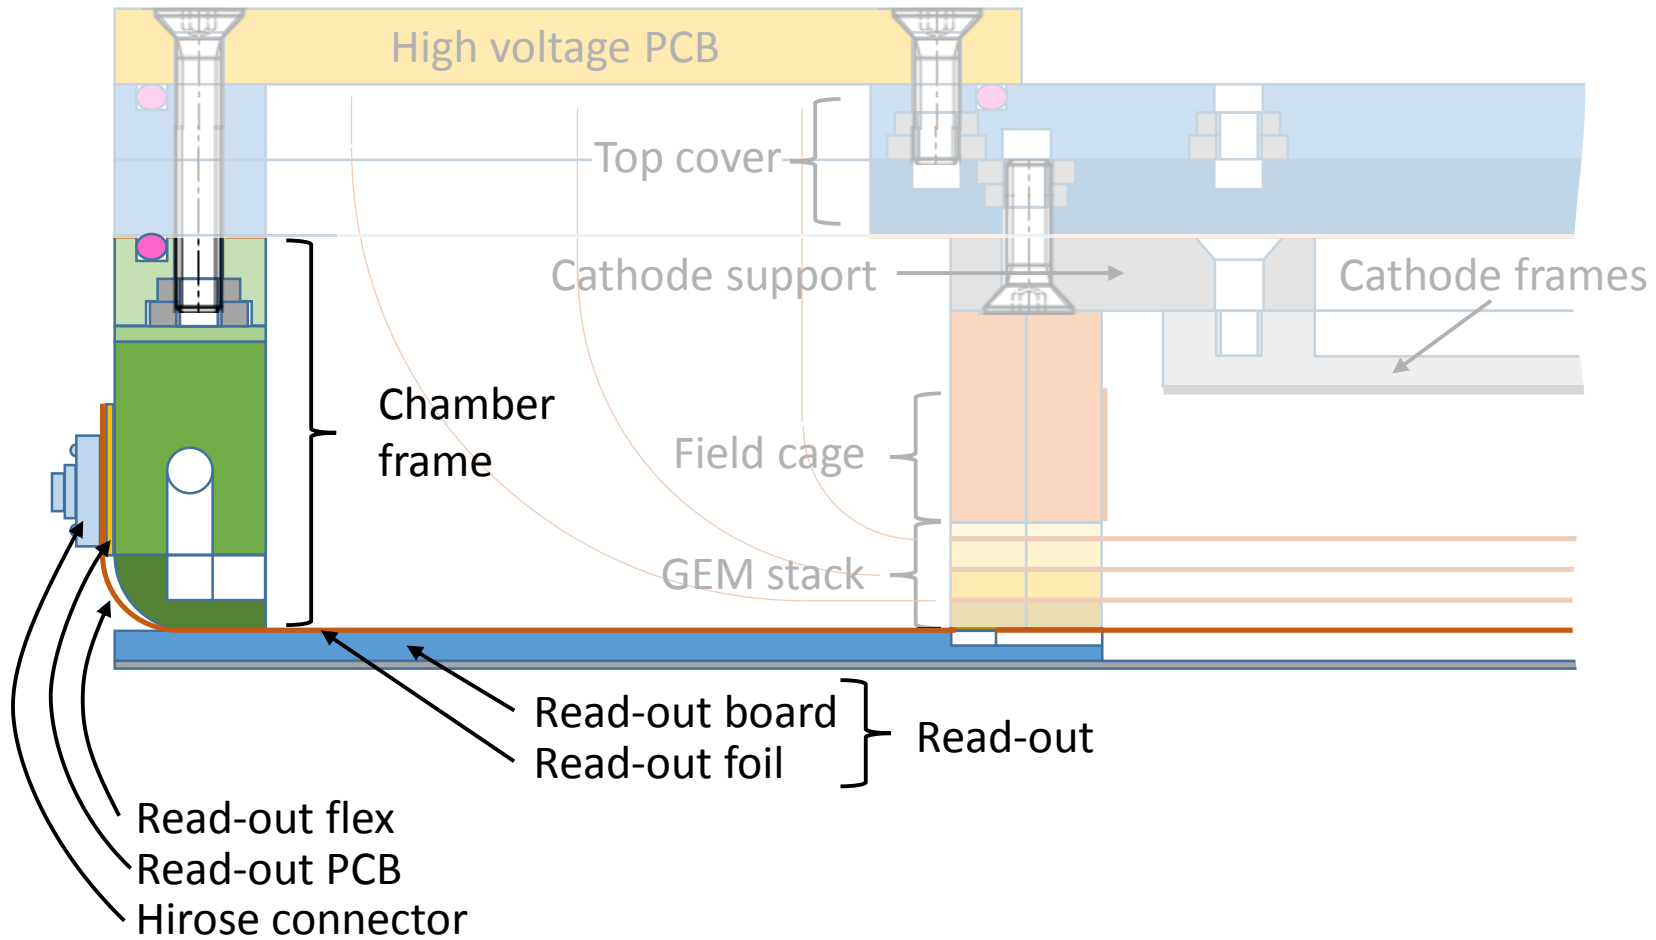 High voltage PCB
Top cover
Cathode support
Cathode frames
Chamber
frame
Field cage
GEM stack
Read-out board
Read-out foil
Read-out
Read-out flex
Read-out PCB
Hirose connector